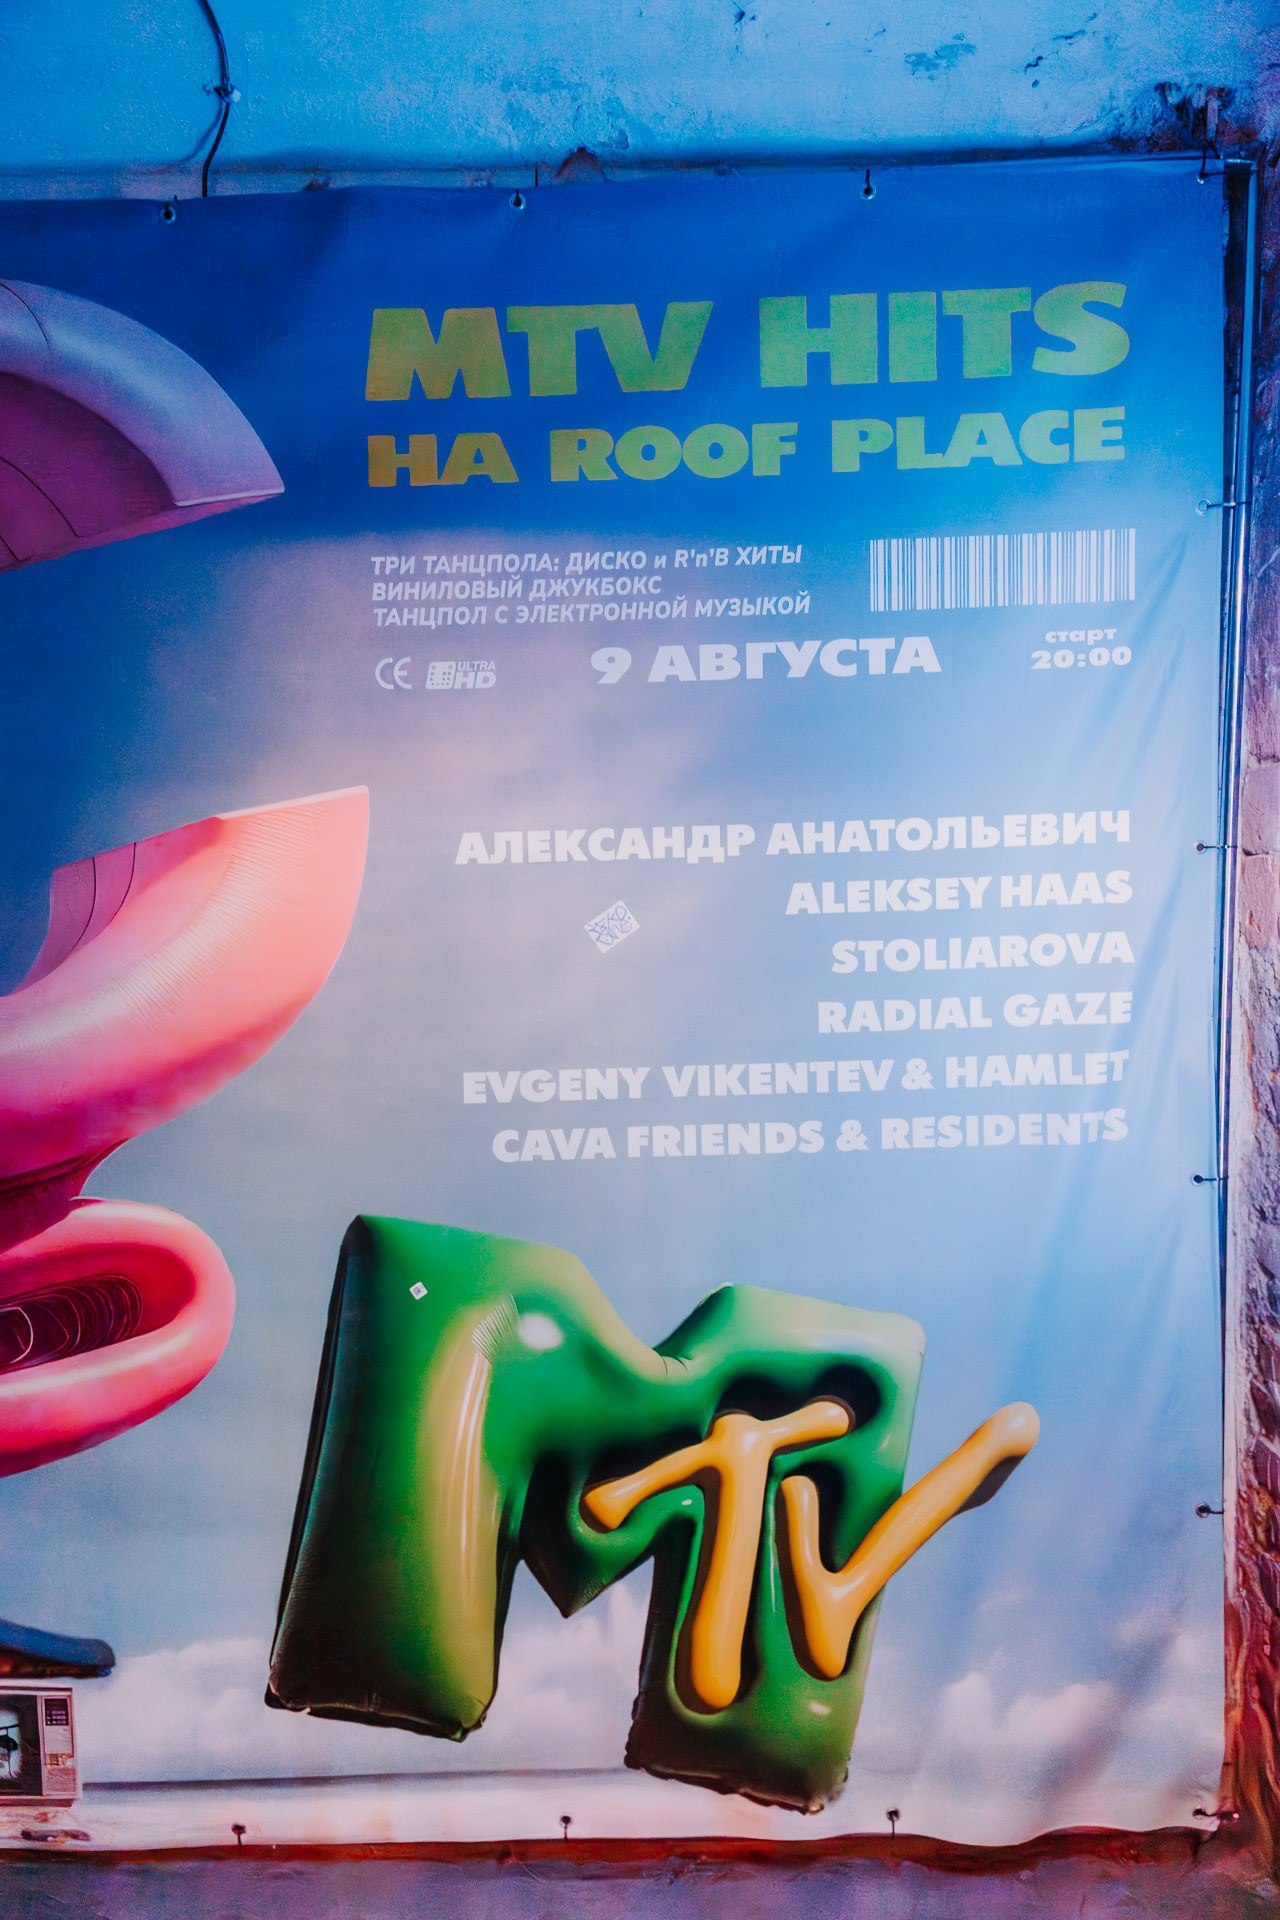 MTV HITS
НА ROOF PLACE
ТРИ ТАНЦПОЛА: ДИСКО и R'n'B ХИТЫ
ВИНИЛОВЫЙ ДЖУКБОКС
ТАНЦПОЛ С ЭЛЕКТРОННОЙ МУЗЫКОЙ
CE ULTRA HD
9 АВГУСТА
старт
20:00
АЛЕКСАНДР АНАТОЛЬЕВИЧ
ALEKSEY HAAS
STOLIAROVA
RADIAL GAZE
EVGENY VIKENTEV & HAMLET
CAVA FRIENDS & RESIDENTS
MTV